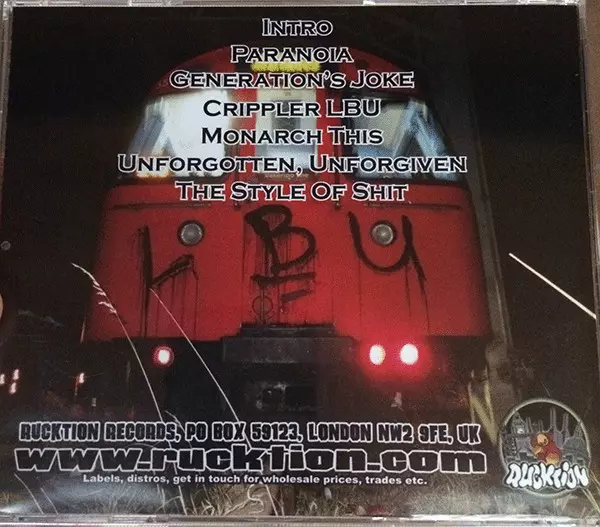 Intro
Paranoia
Generation's Joke
Crippler LBU
Monarch This
Unforgotten, Unforgiven
The Style Of Shit
LBU
Rucktion Records, PO Box 59123, London NW2 9FE, UK
www.rucktion.com
Labels, distros, get in touch for wholesale prices, trades etc.
Rucktion